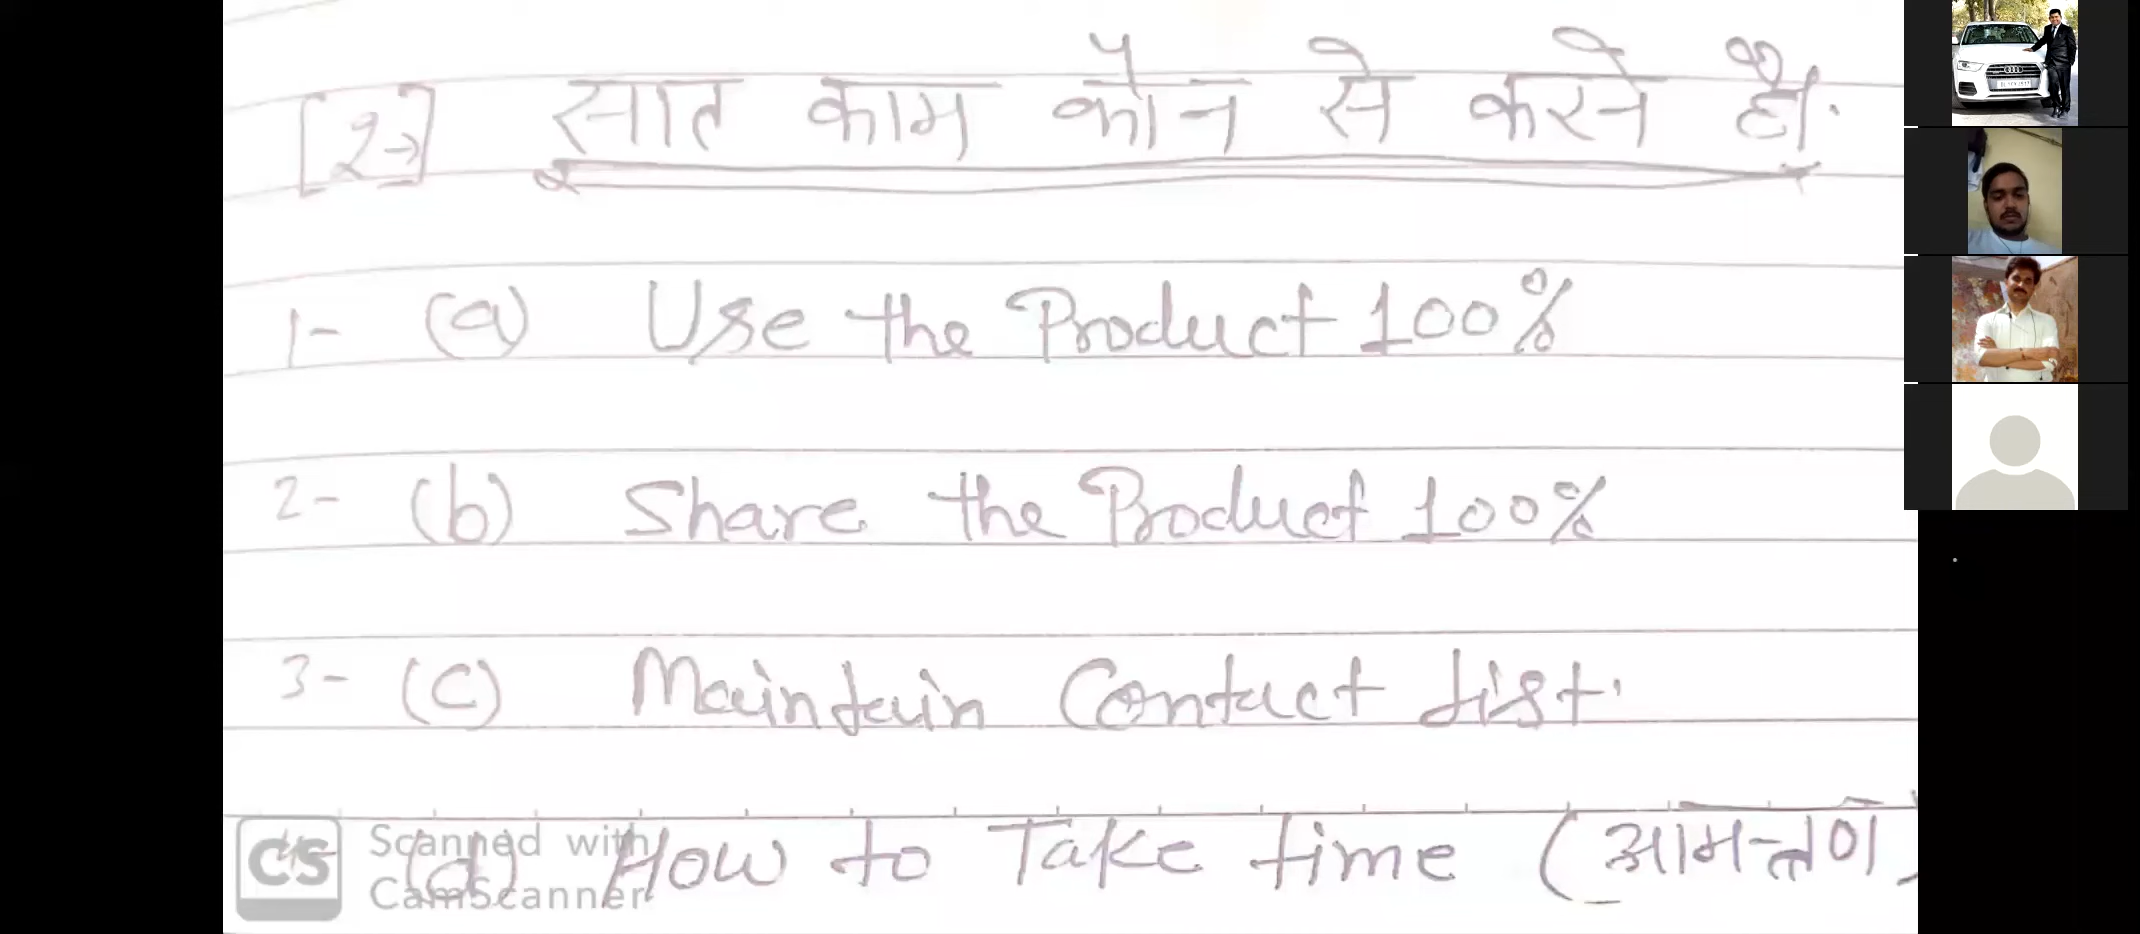 [2→] सात काम कौन से करने है।
1- (a) Use the Product 100%
2- (b) Share the Product 100%
3- (c) Maintain Contact List.
(d) How to Take time (आमन्त्रण)
CS Scanned with
CamScanner